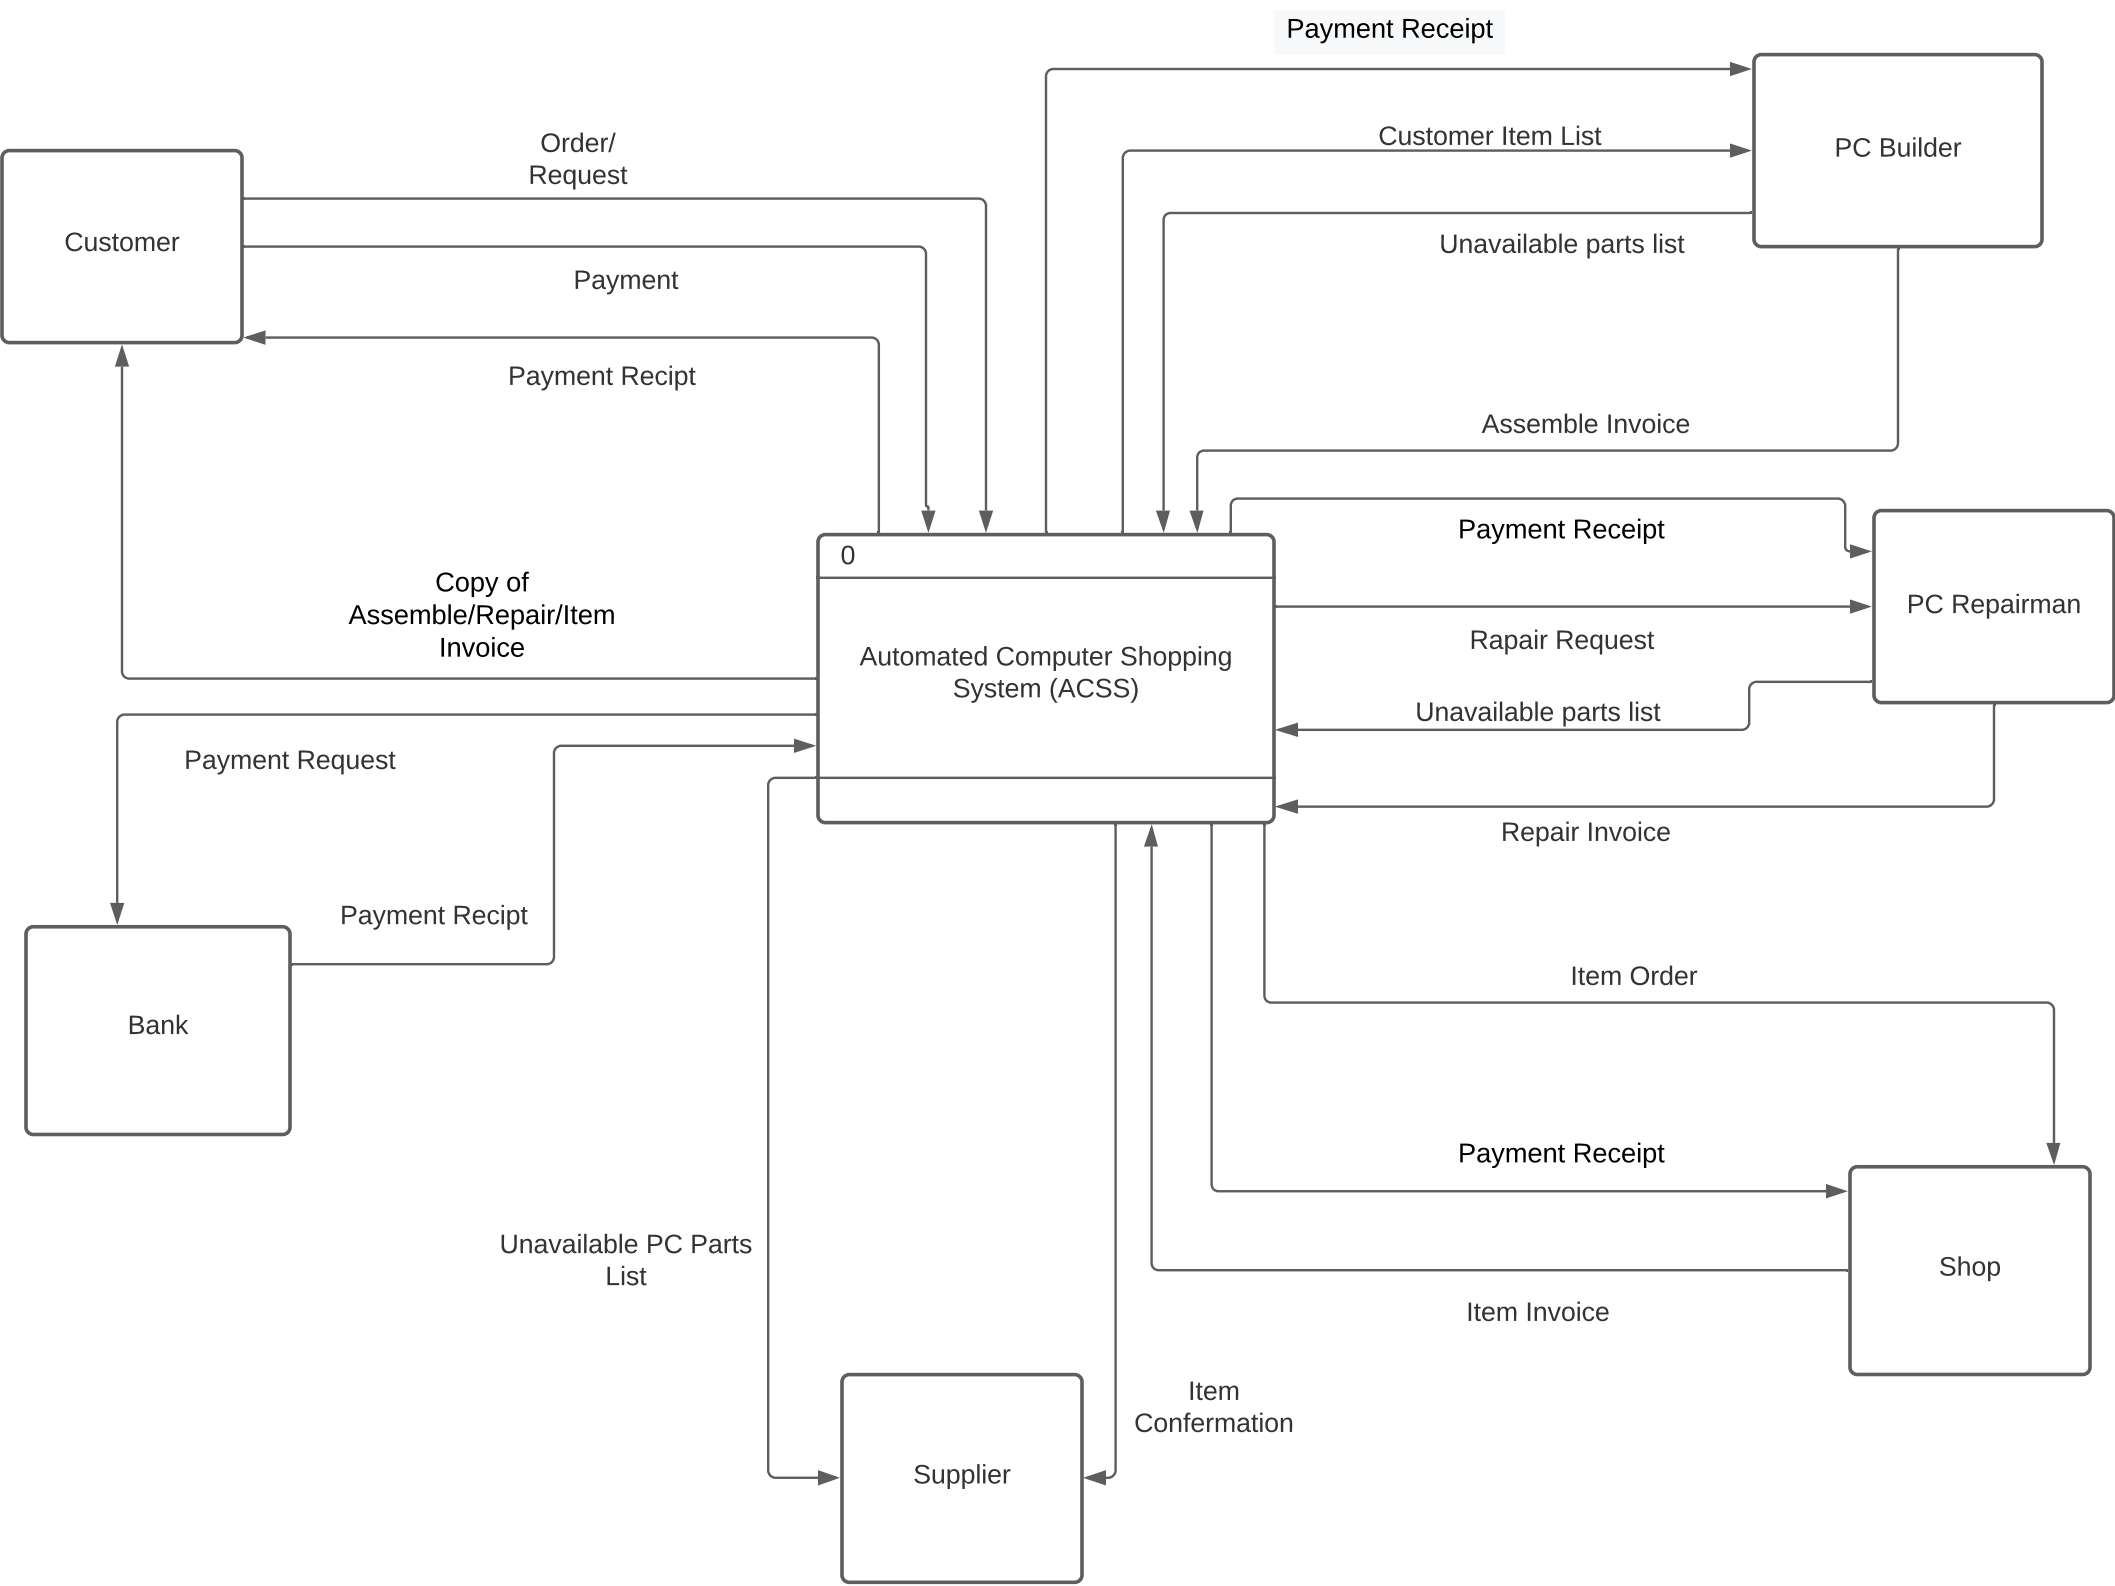 Payment Receipt
Customer Item List
PC Builder
Order/
Request
Customer
Unavailable parts list
Payment
Payment Recipt
Assemble Invoice
Payment Receipt
0
Copy of
Assemble/Repair/Item
Invoice
PC Repairman
Rapair Request
Automated Computer Shopping
System (ACSS)
Unavailable parts list
Payment Request
Repair Invoice
Payment Recipt
Item Order
Bank
Payment Receipt
Unavailable PC Parts
List
Shop
Item Invoice
Item
Confermation
Supplier